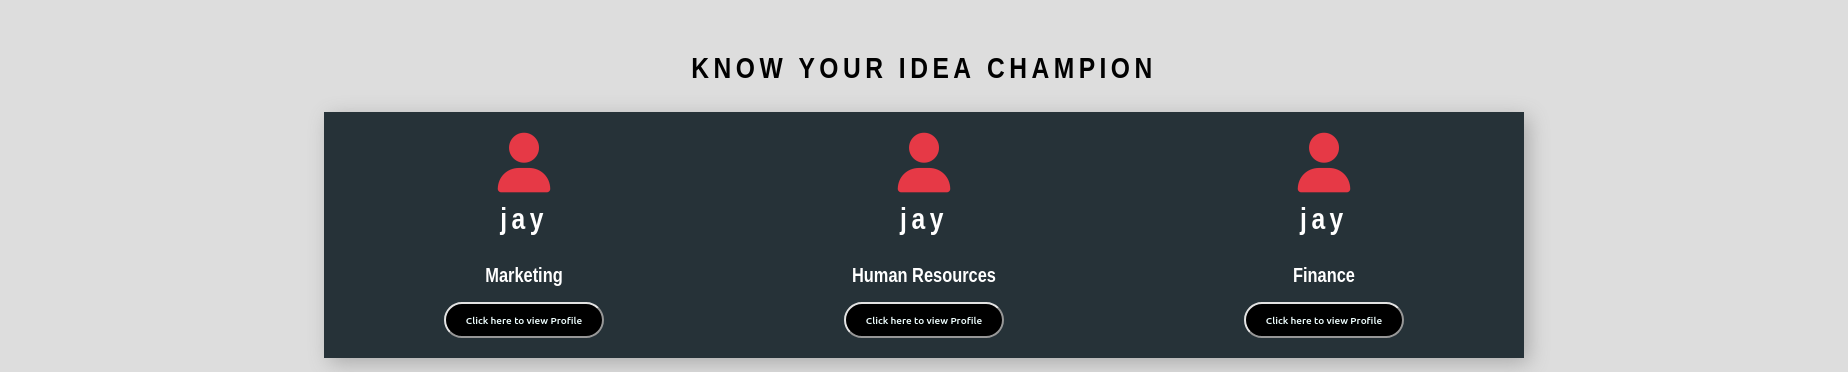 KNOW YOUR IDEA CHAMPION
jay
jay
jay
Marketing
Human Resources
Finance
Click here to view Profile
Click here to view Profile
Click here to view Profile